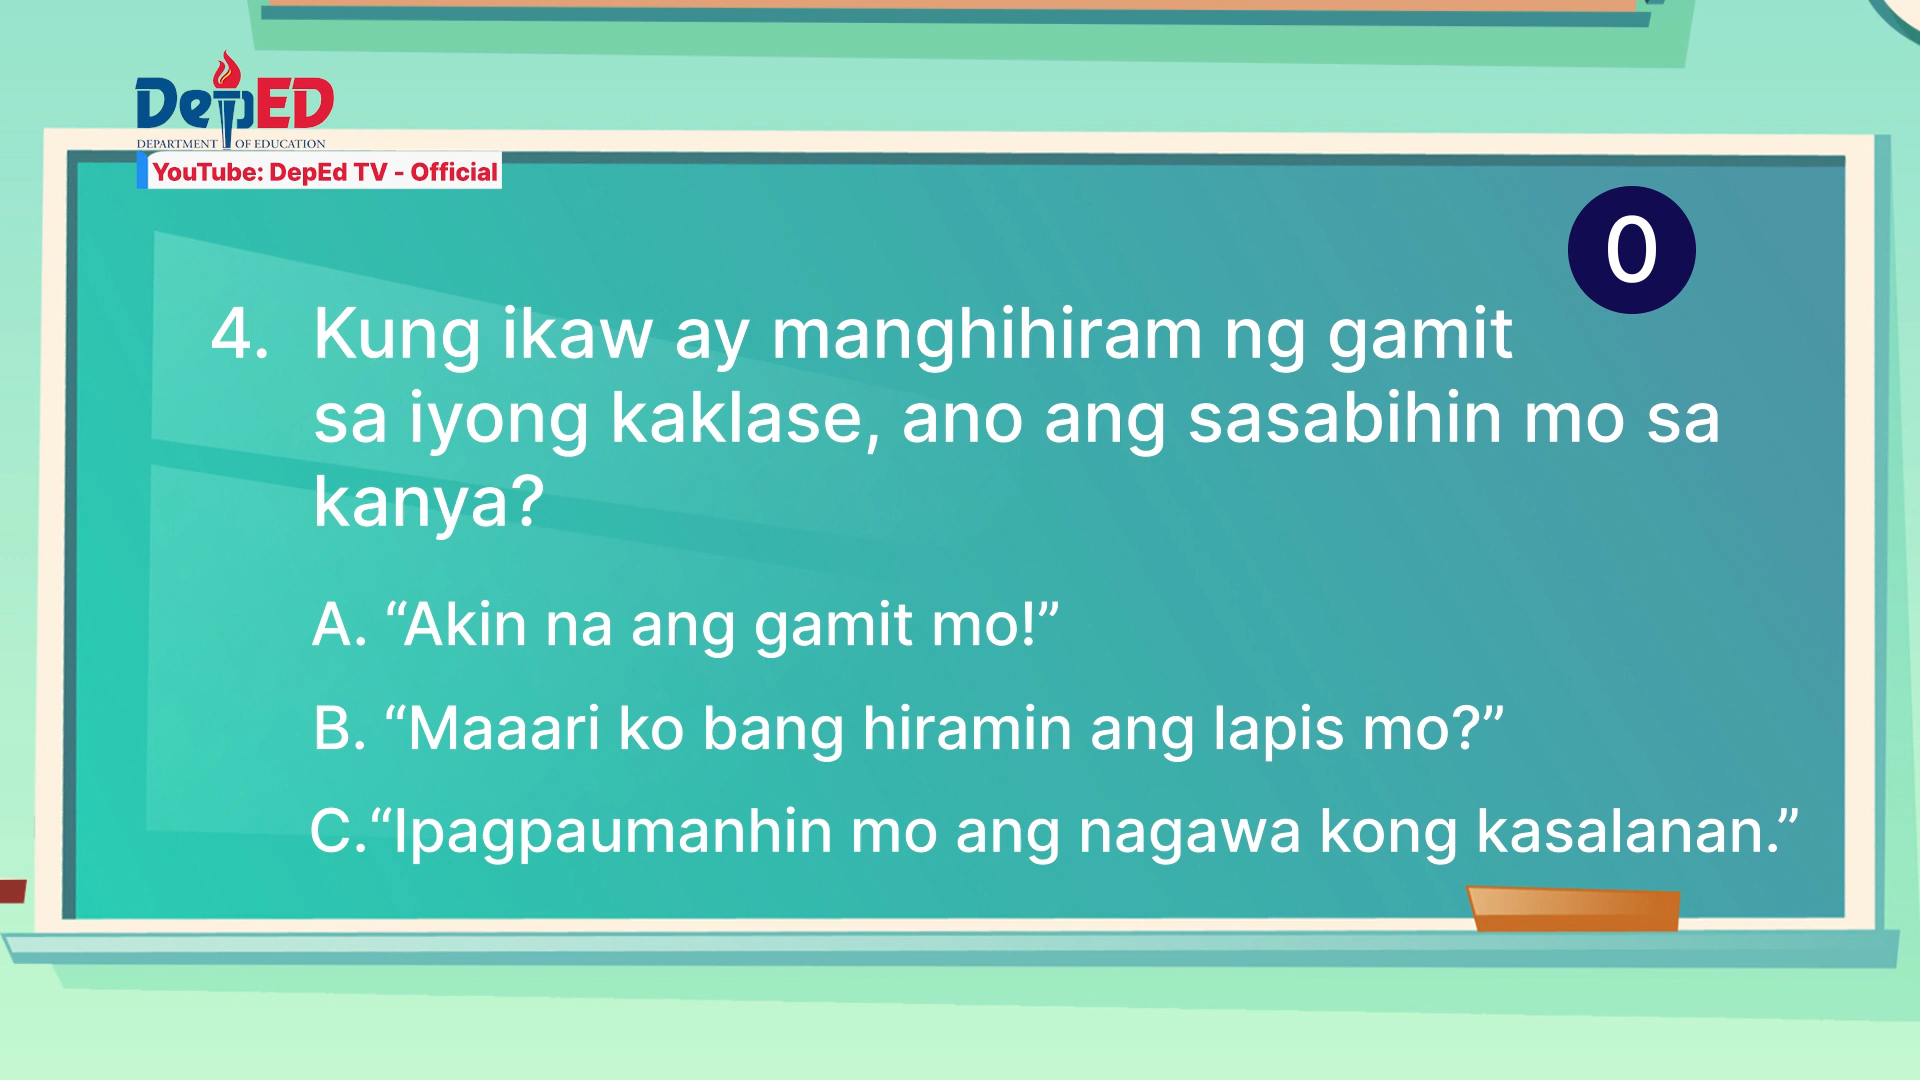 DepED
DEPARTMENT OF EDUCATION
YouTube: DepEd TV - Official
0
4. Kung ikaw ay manghihiram ng gamit
sa iyong kaklase, ano ang sasabihin mo sa
kanya?
A. “Akin na ang gamit mo!”
B. “Maaari ko bang hiramin ang lapis mo?”
C. “Ipagpaumanhin mo ang nagawa kong kasalanan.”